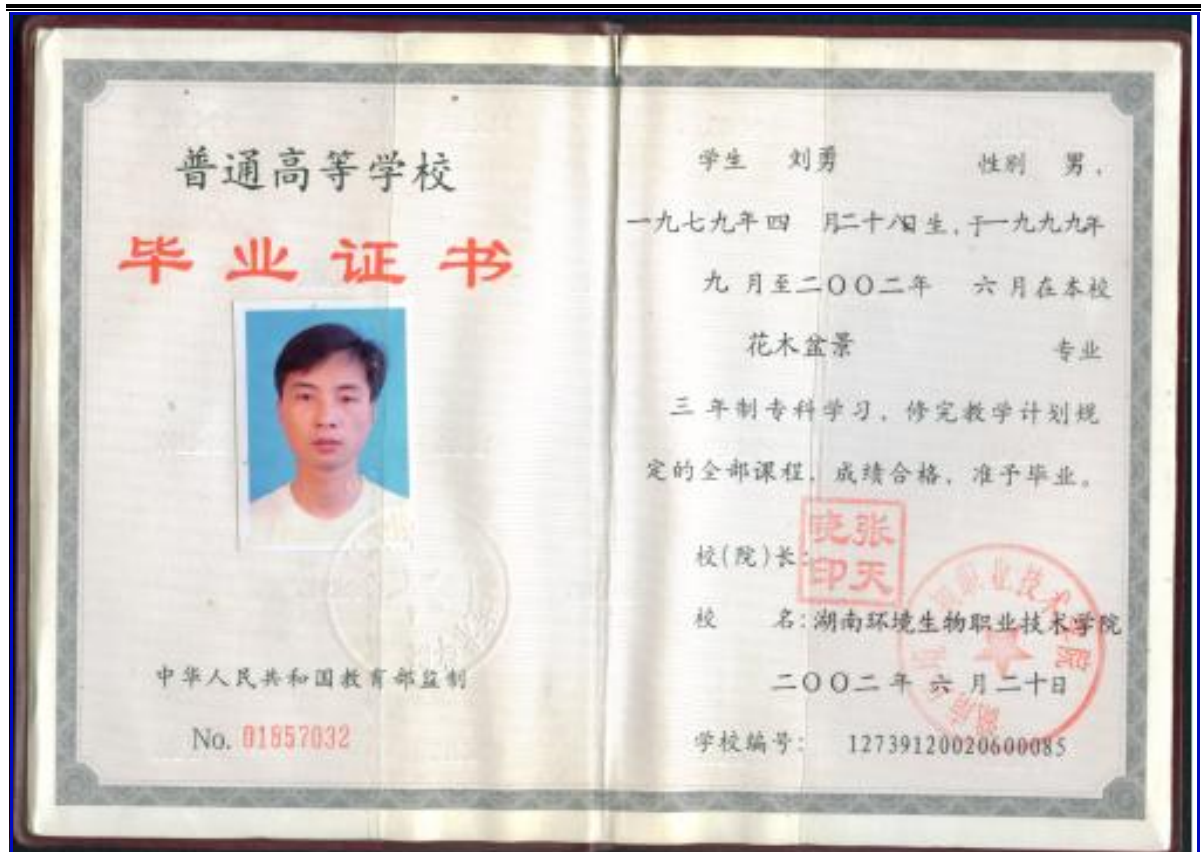 普通高等学校
毕业证书
中华人民共和国教育部监制
No. 01857032
学生 刘勇 性别 男,
一九七九年四 月二十八日生,于一九九九年
九 月至二〇〇二年 六 月在本校
花木盆景 专业
三 年制专科学习,修完教学计划规
定的全部课程,成绩合格,准予毕业。
校(院)长:
张天晓印
校 名:湖南环境生物职业技术学院
二〇〇二年 六 月二十日
学校编号: 12739120020600085